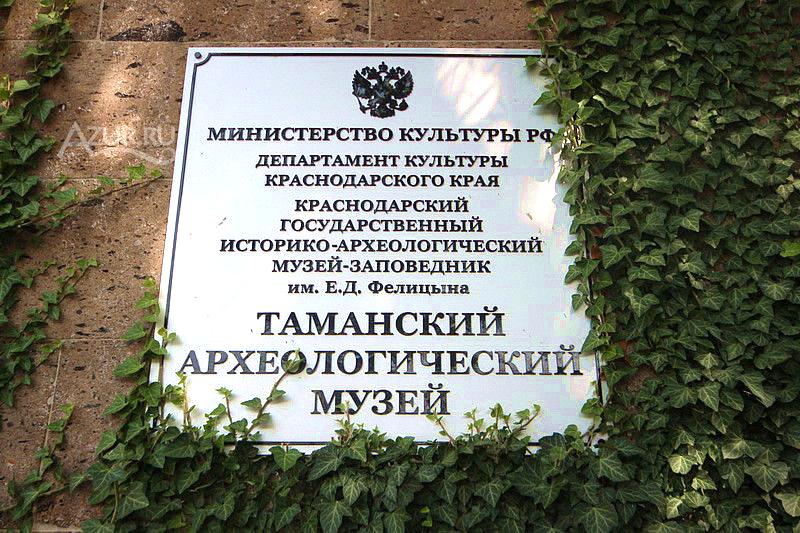 AZUR.RU
МИНИСТЕРСТВО КУЛЬТУРЫ РФ
ДЕПАРТАМЕНТ КУЛЬТУРЫ
КРАСНОДАРСКОГО КРАЯ
КРАСНОДАРСКИЙ
ГОСУДАРСТВЕННЫЙ
ИСТОРИКО-АРХЕОЛОГИЧЕСКИЙ
МУЗЕЙ-ЗАПОВЕДНИК
им. Е.Д. Фелицына
ТАМАНСКИЙ
АРХЕОЛОГИЧЕСКИЙ
МУЗЕЙ